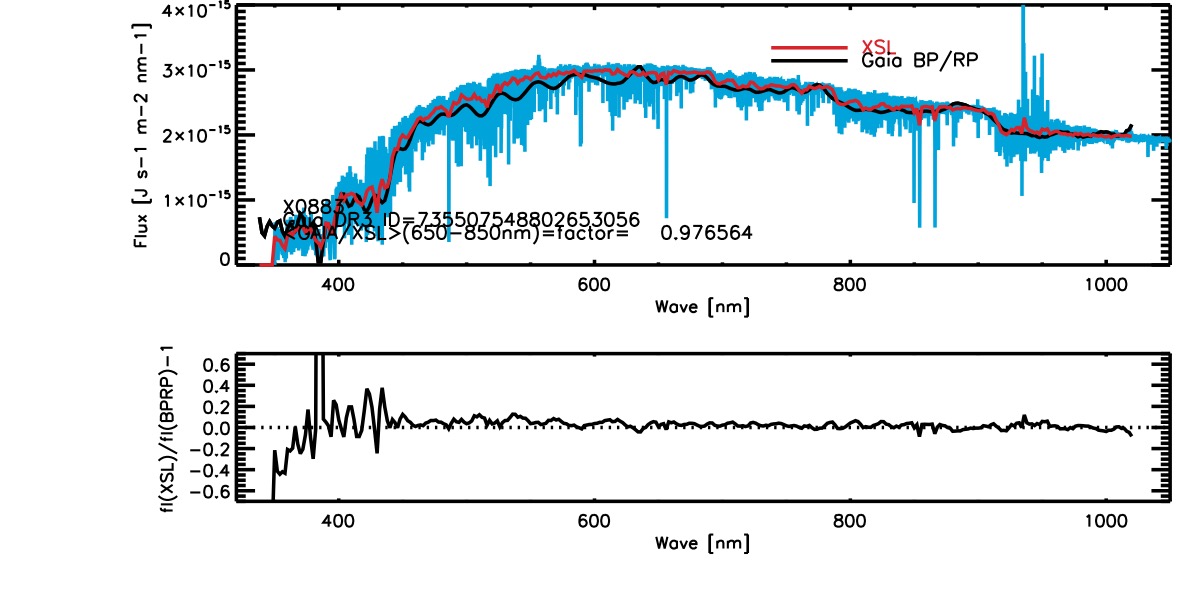 4×10−15
3×10−15
2×10−15
1×10−15
0
Flux [J s−1 m−2 nm−1]
XSL
Gaia BP/RP
X0883
Gaia DR3 ID=735507548802653056
<GAIA/XSL>(650−850nm)=factor= 0.976564
400 600 800 1000
Wave [nm]
0.6
0.4
0.2
0.0
−0.2
−0.4
−0.6
fl(XSL)/fl(BPRP)−1
400 600 800 1000
Wave [nm]